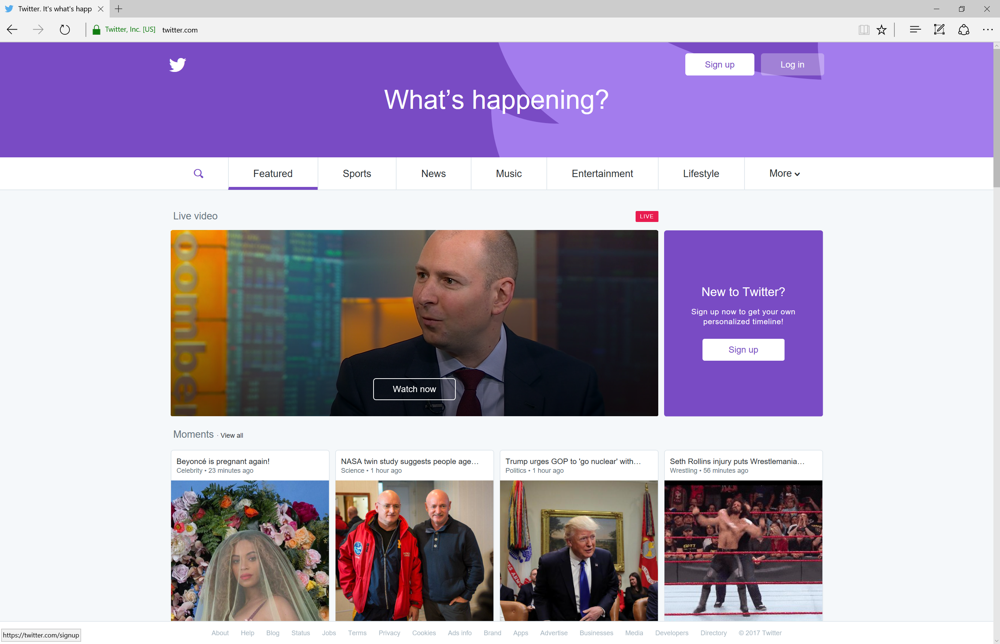 Twitter. It's what's happ
Twitter, Inc. [US] twitter.com
Sign up
Log in
What's happening?
Featured
Sports
News
Music
Entertainment
Lifestyle
More
Live video
LIVE
oomber
Watch now
New to Twitter?
Sign up now to get your own
personalized timeline!
Sign up
Moments · View all
Beyoncé is pregnant again!
Celebrity • 23 minutes ago
NASA twin study suggests people age…
Science • 1 hour ago
Trump urges GOP to 'go nuclear' with…
Politics • 1 hour ago
Seth Rollins injury puts Wrestlemania…
Wrestling • 56 minutes ago
https://twitter.com/signup
About Help Blog Status Jobs Terms Privacy Cookies Ads info Brand Apps Advertise Businesses Media Developers Directory © 2017 Twitter